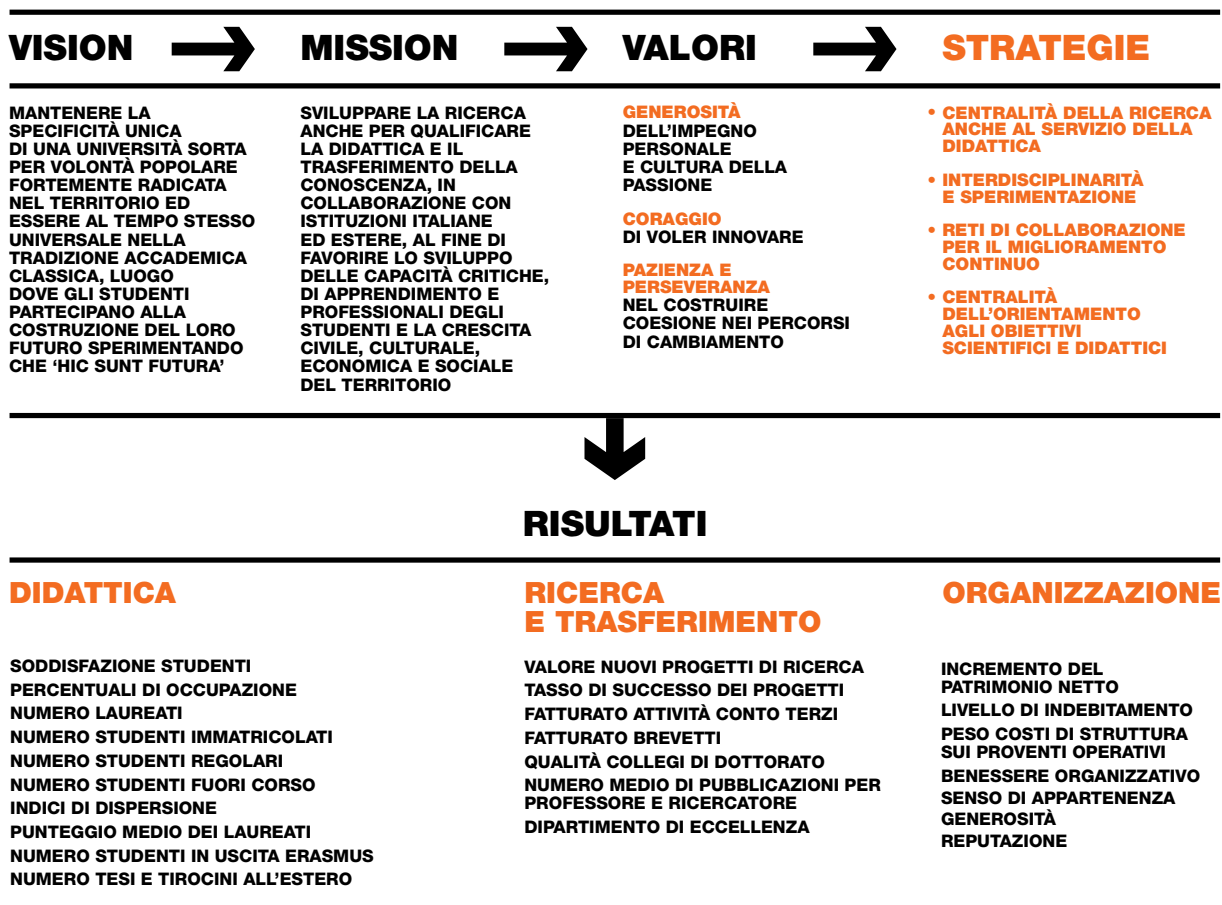 VISION
MISSION
VALORI
STRATEGIE
MANTENERE LA
SPECIFICITÀ UNICA
DI UNA UNIVERSITÀ SORTA
PER VOLONTÀ POPOLARE
FORTEMENTE RADICATA
NEL TERRITORIO ED
ESSERE AL TEMPO STESSO
UNIVERSALE NELLA
TRADIZIONE ACCADEMICA
CLASSICA, LUOGO
DOVE GLI STUDENTI
PARTECIPANO ALLA
COSTRUZIONE DEL LORO
FUTURO SPERIMENTANDO
CHE ‘HIC SUNT FUTURA’
SVILUPPARE LA RICERCA
ANCHE PER QUALIFICARE
LA DIDATTICA E IL
TRASFERIMENTO DELLA
CONOSCENZA, IN
COLLABORAZIONE CON
ISTITUZIONI ITALIANE
ED ESTERE, AL FINE DI
FAVORIRE LO SVILUPPO
DELLE CAPACITÀ CRITICHE,
DI APPRENDIMENTO E
PROFESSIONALI DEGLI
STUDENTI E LA CRESCITA
CIVILE, CULTURALE,
ECONOMICA E SOCIALE
DEL TERRITORIO
GENEROSITÀ
DELL’IMPEGNO
PERSONALE
E CULTURA DELLA
PASSIONE
CORAGGIO
DI VOLER INNOVARE
PAZIENZA E
PERSEVERANZA
NEL COSTRUIRE
COESIONE NEI PERCORSI
DI CAMBIAMENTO
• CENTRALITÀ DELLA RICERCA
ANCHE AL SERVIZIO DELLA
DIDATTICA
• INTERDISCIPLINARITÀ
E SPERIMENTAZIONE
• RETI DI COLLABORAZIONE
PER IL MIGLIORAMENTO
CONTINUO
• CENTRALITÀ
DELL’ORIENTAMENTO
AGLI OBIETTIVI
SCIENTIFICI E DIDATTICI
RISULTATI
DIDATTICA
SODDISFAZIONE STUDENTI
PERCENTUALI DI OCCUPAZIONE
NUMERO LAUREATI
NUMERO STUDENTI IMMATRICOLATI
NUMERO STUDENTI REGOLARI
NUMERO STUDENTI FUORI CORSO
INDICI DI DISPERSIONE
PUNTEGGIO MEDIO DEI LAUREATI
NUMERO STUDENTI IN USCITA ERASMUS
NUMERO TESI E TIROCINI ALL’ESTERO
RICERCA
E TRASFERIMENTO
VALORE NUOVI PROGETTI DI RICERCA
TASSO DI SUCCESSO DEI PROGETTI
FATTURATO ATTIVITÀ CONTO TERZI
FATTURATO BREVETTI
QUALITÀ COLLEGI DI DOTTORATO
NUMERO MEDIO DI PUBBLICAZIONI PER
PROFESSORE E RICERCATORE
DIPARTIMENTO DI ECCELLENZA
ORGANIZZAZIONE
INCREMENTO DEL
PATRIMONIO NETTO
LIVELLO DI INDEBITAMENTO
PESO COSTI DI STRUTTURA
SUI PROVENTI OPERATIVI
BENESSERE ORGANIZZATIVO
SENSO DI APPARTENENZA
GENEROSITÀ
REPUTAZIONE